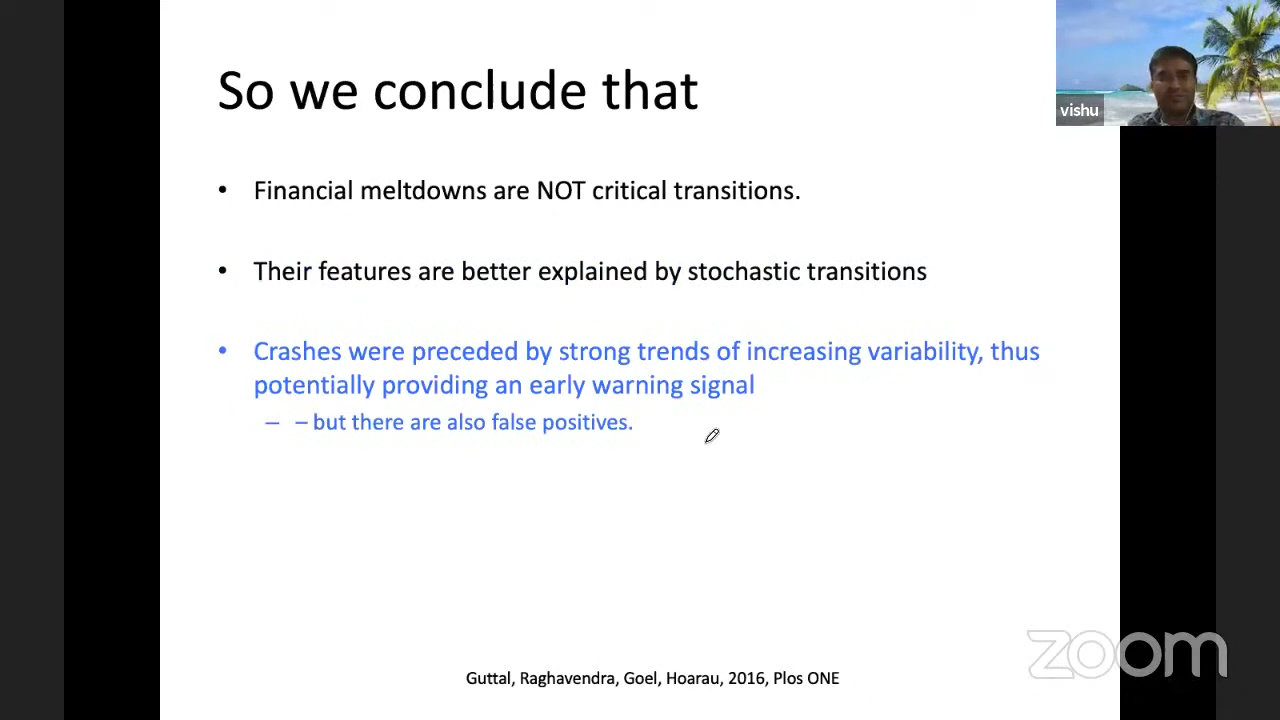 So we conclude that
vishu
• Financial meltdowns are NOT critical transitions.
• Their features are better explained by stochastic transitions
• Crashes were preceded by strong trends of increasing variability, thus
potentially providing an early warning signal
– – but there are also false positives.
zoom
Guttal, Raghavendra, Goel, Hoarau, 2016, Plos ONE